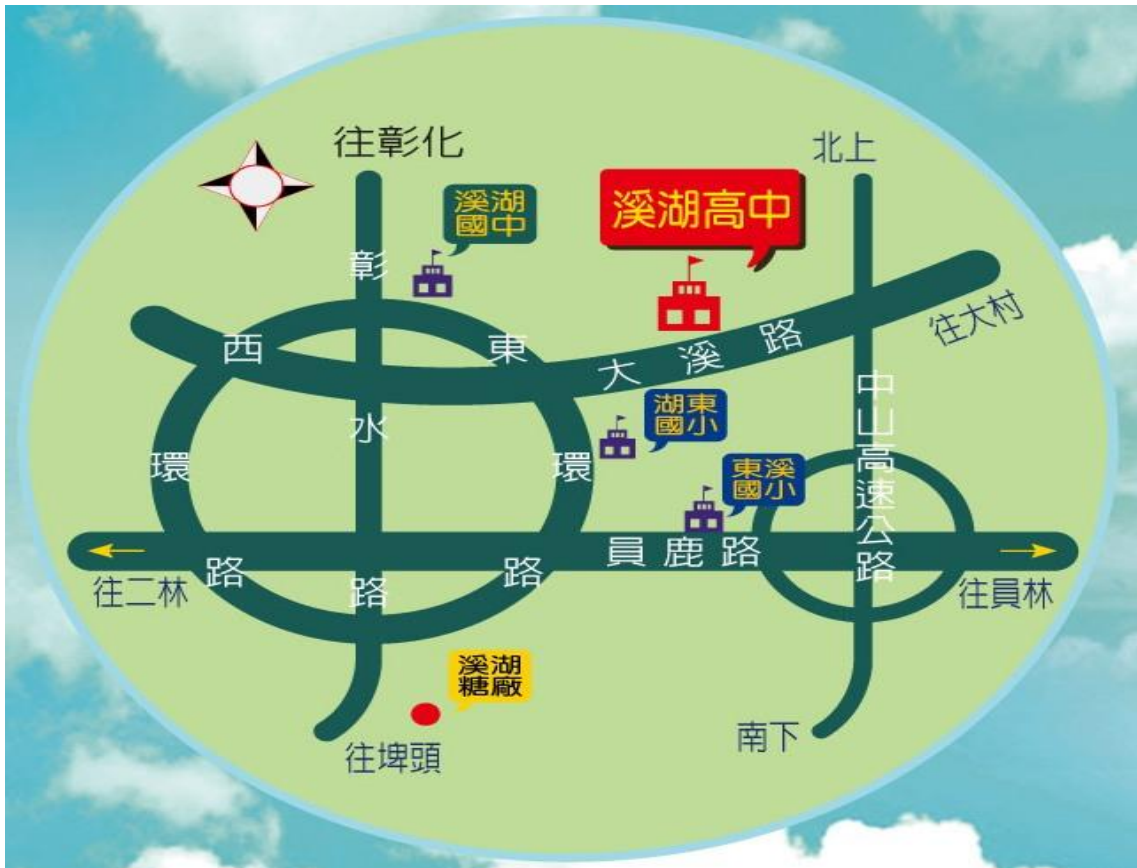 往彰化
北上
溪湖
國中
溪湖高中
彰水路
西環路
東環路
大溪路
往大村
中山高速公路
湖東
國小
東溪
國小
員鹿路
往二林
往員林
溪湖
糖廠
往埤頭
南下